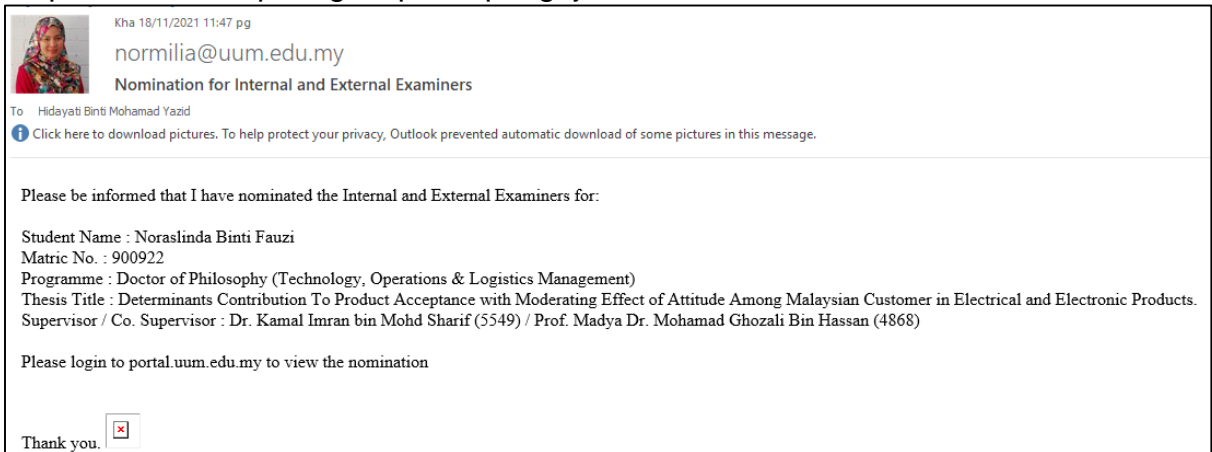 Kha 18/11/2021 11:47 pg
normilia@uum.edu.my
Nomination for Internal and External Examiners
To Hidayati Binti Mohamad Yazid
Click here to download pictures. To help protect your privacy, Outlook prevented automatic download of some pictures in this message.
Please be informed that I have nominated the Internal and External Examiners for:
Student Name : Noraslinda Binti Fauzi
Matric No. : 900922
Programme : Doctor of Philosophy (Technology, Operations & Logistics Management)
Thesis Title : Determinants Contribution To Product Acceptance with Moderating Effect of Attitude Among Malaysian Customer in Electrical and Electronic Products.
Supervisor / Co. Supervisor : Dr. Kamal Imran bin Mohd Sharif (5549) / Prof. Madya Dr. Mohamad Ghozali Bin Hassan (4868)
Please login to portal.uum.edu.my to view the nomination
Thank you.